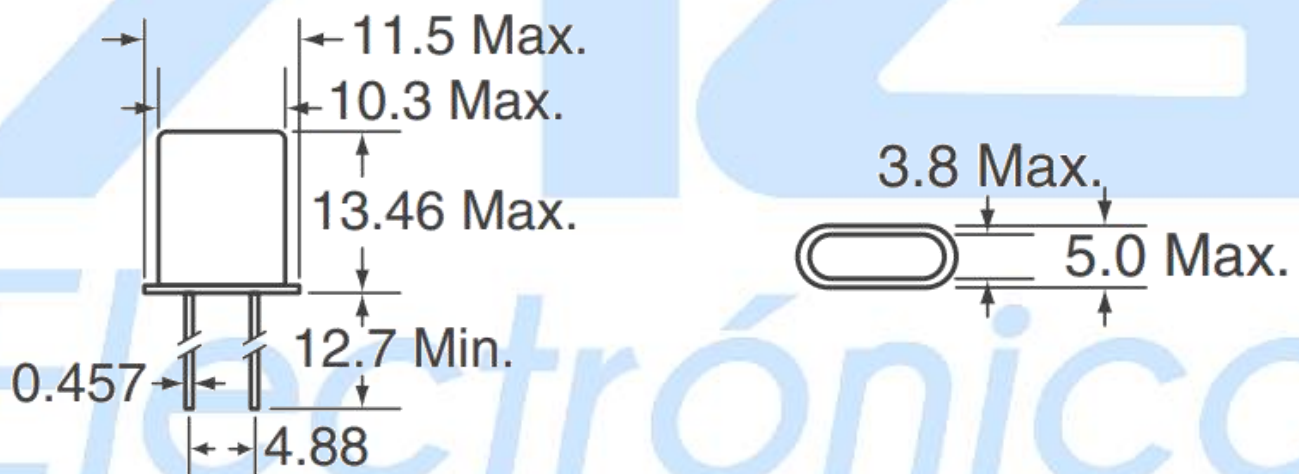 11.5 Max.
10.3 Max.
13.46 Max.
12.7 Min.
0.457
4.88
3.8 Max.
5.0 Max.
Electrónica